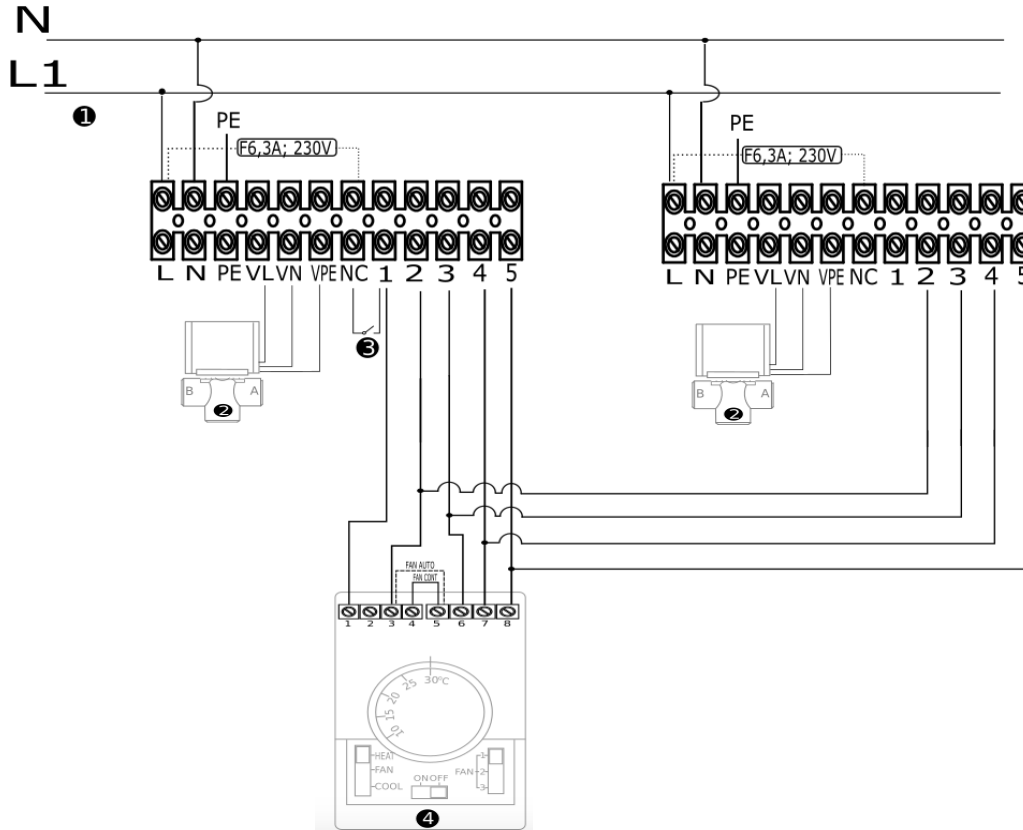 N
L1
❶
PE
PE
F6,3A; 230V
F6,3A; 230V
L N PE VL VN VPE NC 1 2 3 4 5
L N PE VL VN VPE NC 1 2 3 4 5
❸
B A
❷
B A
❷
FAN AUTO
FAN CONT
1 2 3 4 5 6 7 8
10 15 20 25 30°C
HEAT
FAN
COOL
ON OFF
FAN
1
2
3
❹